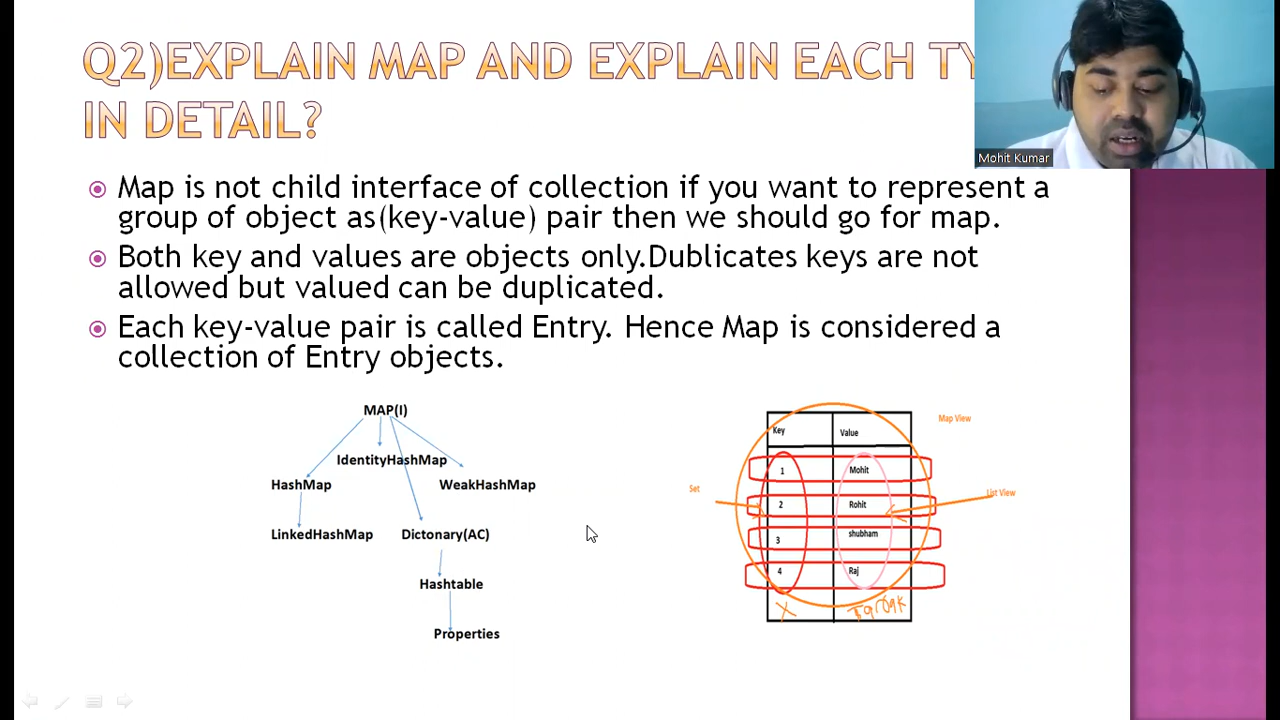 Q2)EXPLAIN MAP AND EXPLAIN EACH
IN DETAIL?
Mohit Kumar
Map is not child interface of collection if you want to represent a
group of object as(key-value) pair then we should go for map.
Both key and values are objects only.Dublicates keys are not
allowed but valued can be duplicated.
Each key-value pair is called Entry. Hence Map is considered a
collection of Entry objects.
MAP(I)
IdentityHashMap
HashMap
WeakHashMap
LinkedHashMap
Dictonary(AC)
Hashtable
Properties
Map View
Key Value
1 Mohit
Set
List View
2 Rohit
3 shubham
4 Raj
X